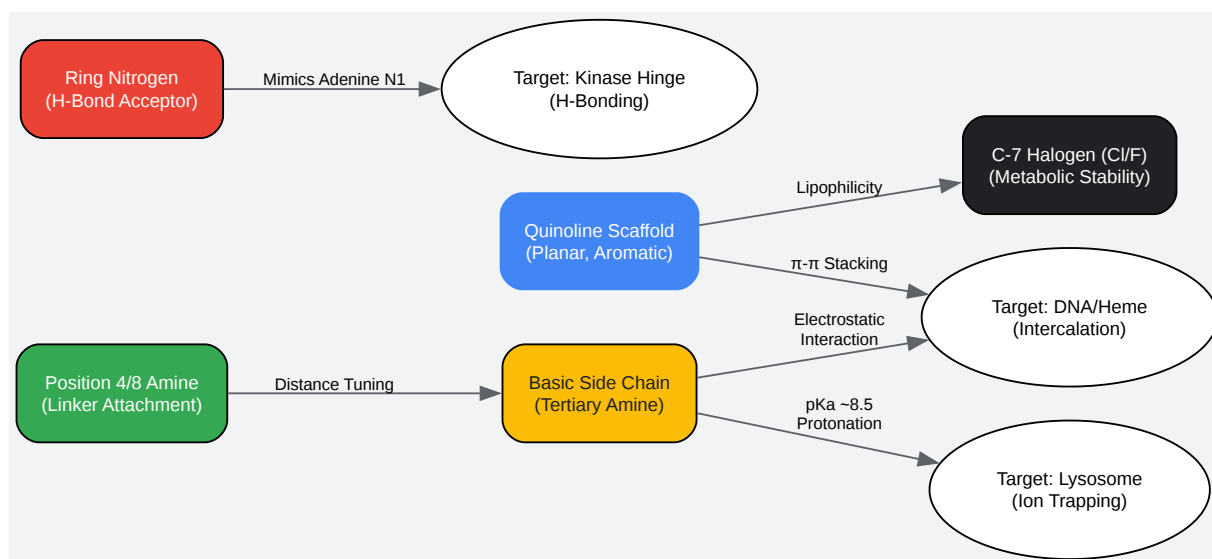 Ring Nitrogen
(H-Bond Acceptor)
Mimics Adenine N1
Target: Kinase Hinge
(H-Bonding)
C-7 Halogen (Cl/F)
(Metabolic Stability)
Lipophilicity
Quinoline Scaffold
(Planar, Aromatic)
π-π Stacking
Target: DNA/Heme
(Intercalation)
Electrostatic
Interaction
Position 4/8 Amine
(Linker Attachment)
Distance Tuning
Basic Side Chain
(Tertiary Amine)
pKa ~8.5
Protonation
Target: Lysosome
(Ion Trapping)